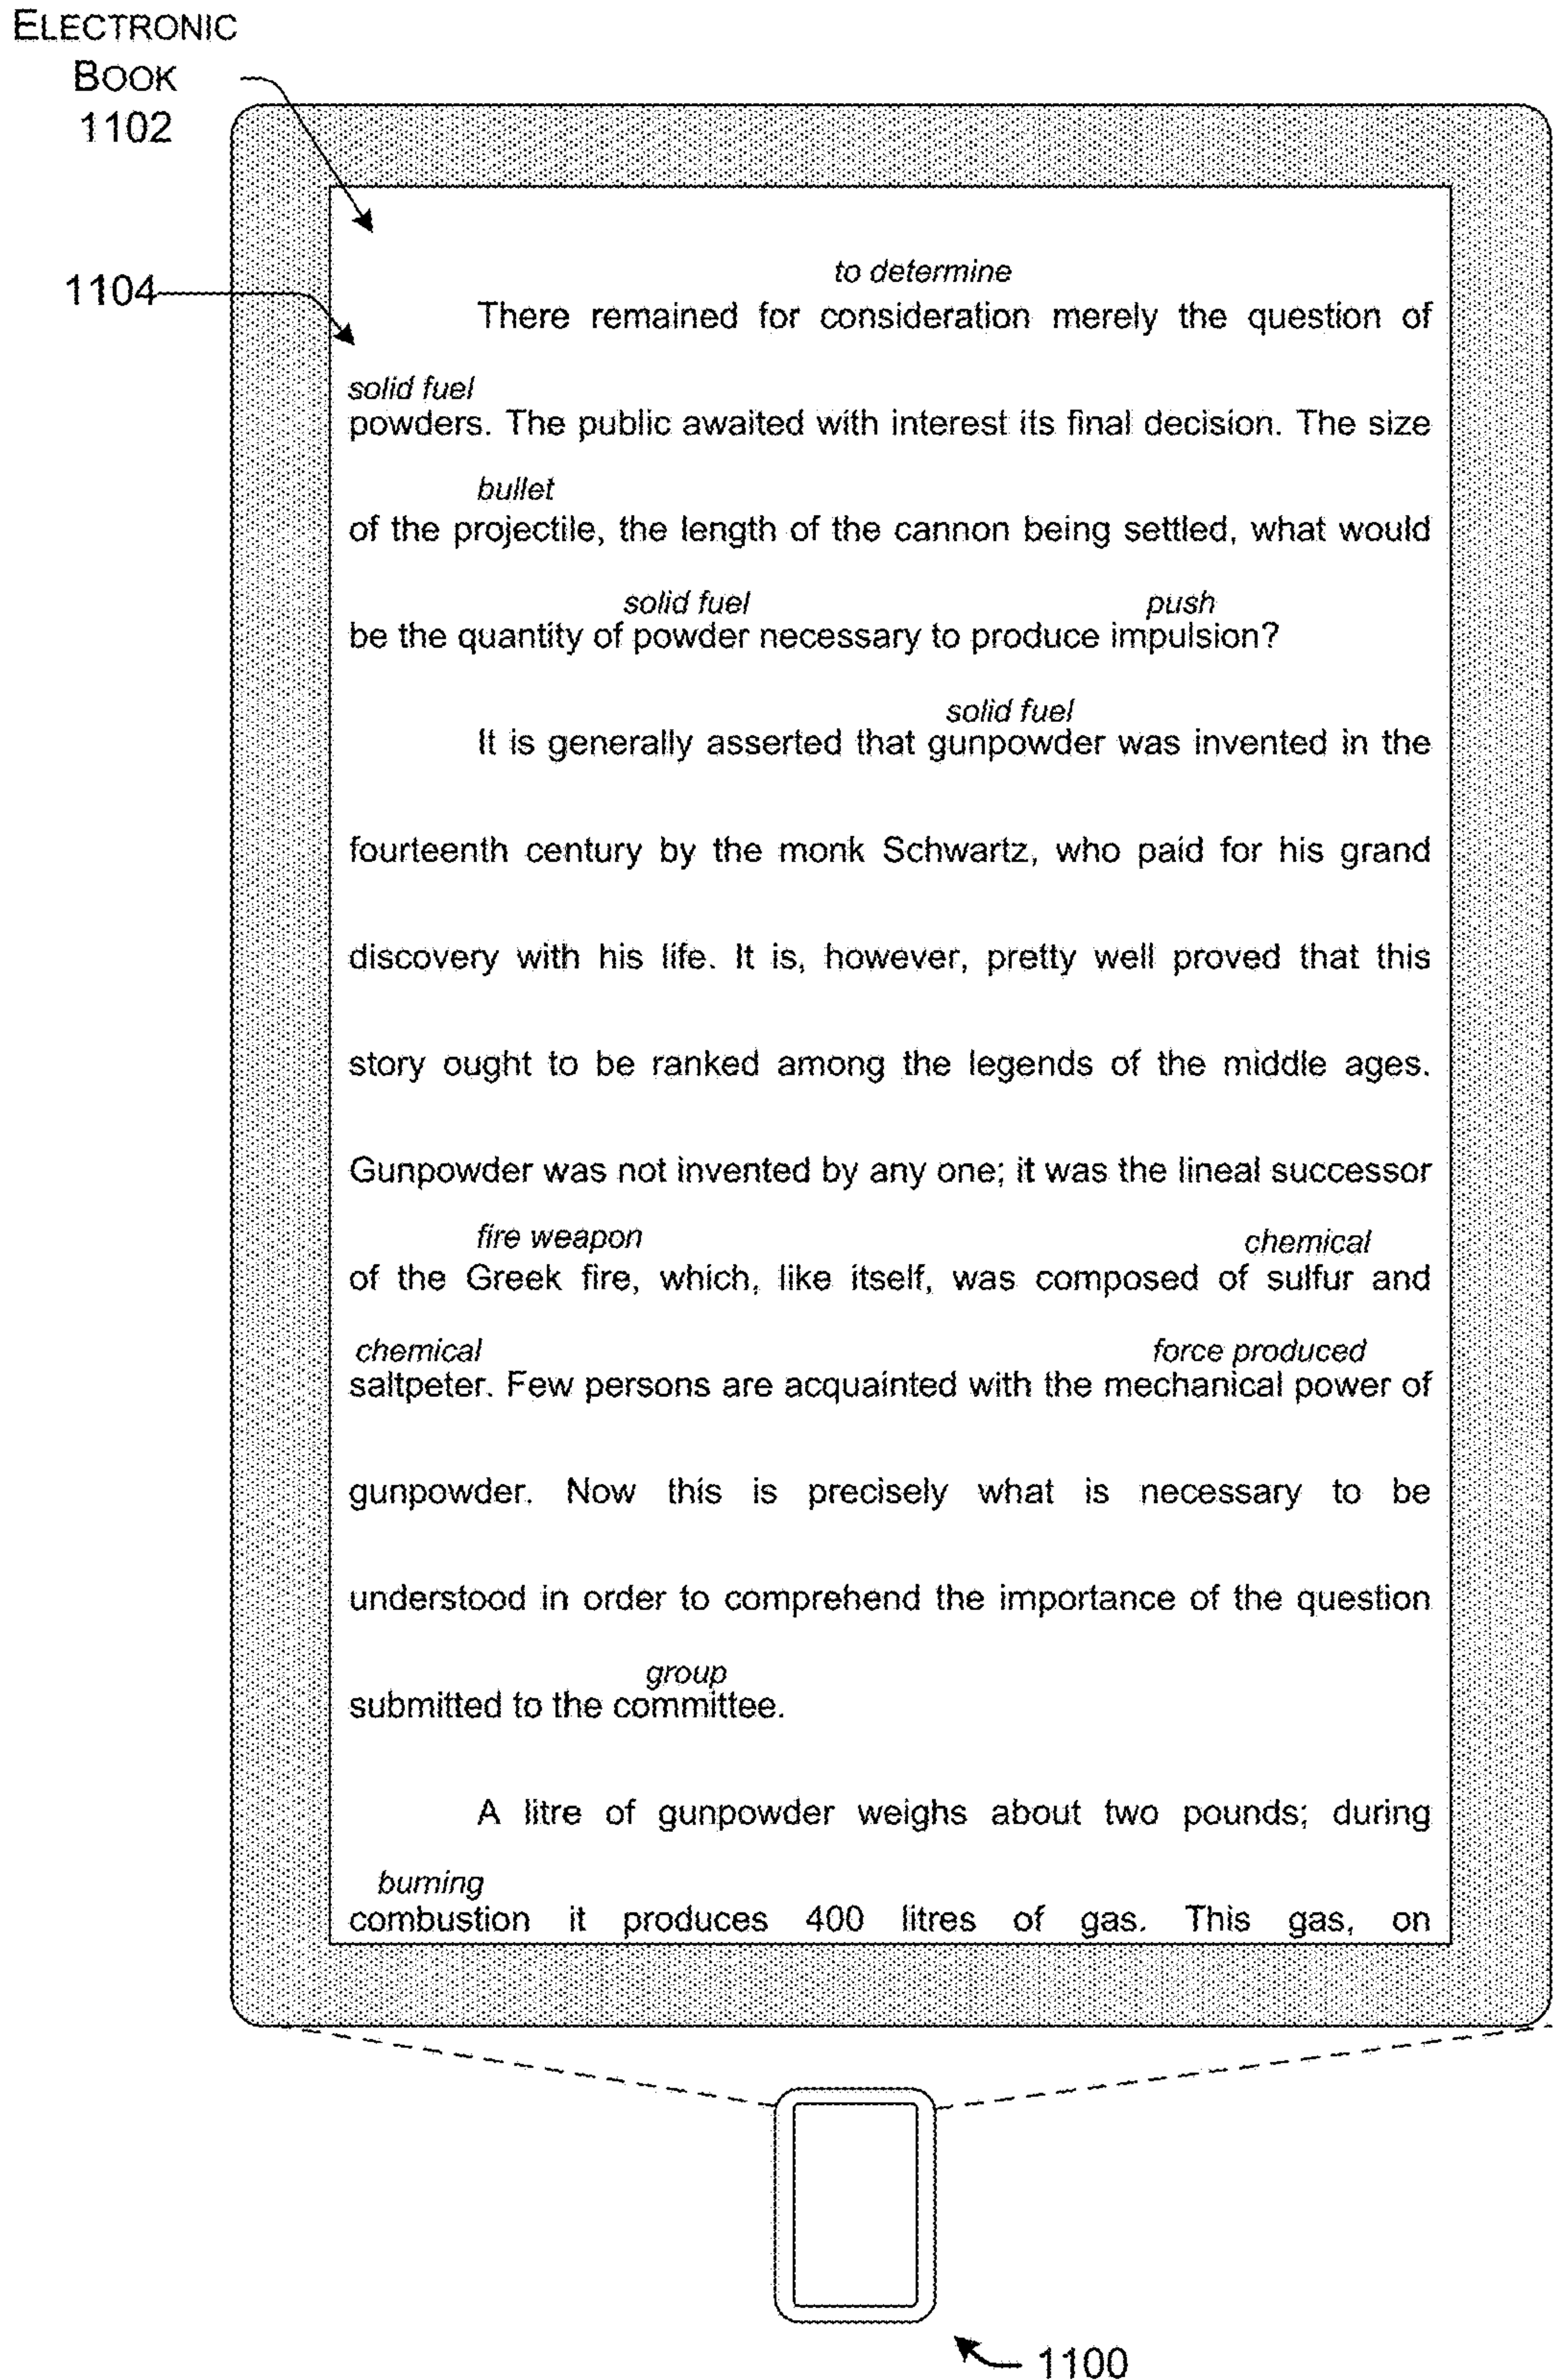 ELECTRONIC
BOOK
1102
1104
to determine
There remained for consideration merely the question of
solid fuel
powders. The public awaited with interest its final decision. The size
bullet
of the projectile, the length of the cannon being settled, what would
solid fuel push
be the quantity of powder necessary to produce impulsion?
solid fuel
It is generally asserted that gunpowder was invented in the
fourteenth century by the monk Schwartz, who paid for his grand
discovery with his life. It is, however, pretty well proved that this
story ought to be ranked among the legends of the middle ages.
Gunpowder was not invented by any one; it was the lineal successor
fire weapon chemical
of the Greek fire, which, like itself, was composed of sulfur and
chemical force produced
saltpeter. Few persons are acquainted with the mechanical power of
gunpowder. Now this is precisely what is necessary to be
understood in order to comprehend the importance of the question
group
submitted to the committee.
A litre of gunpowder weighs about two pounds; during
burning
combustion it produces 400 litres of gas. This gas, on
1100